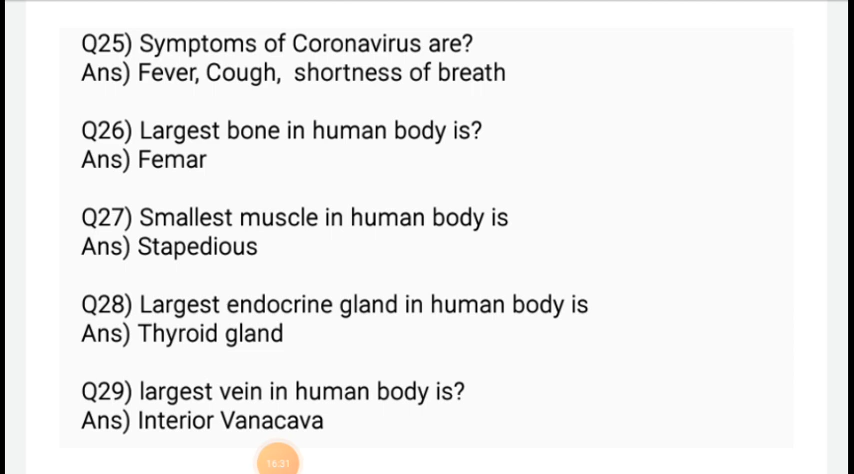 Q25) Symptoms of Coronavirus are?
Ans) Fever, Cough, shortness of breath
Q26) Largest bone in human body is?
Ans) Femar
Q27) Smallest muscle in human body is
Ans) Stapedious
Q28) Largest endocrine gland in human body is
Ans) Thyroid gland
Q29) largest vein in human body is?
Ans) Interior Vanacava
16:31